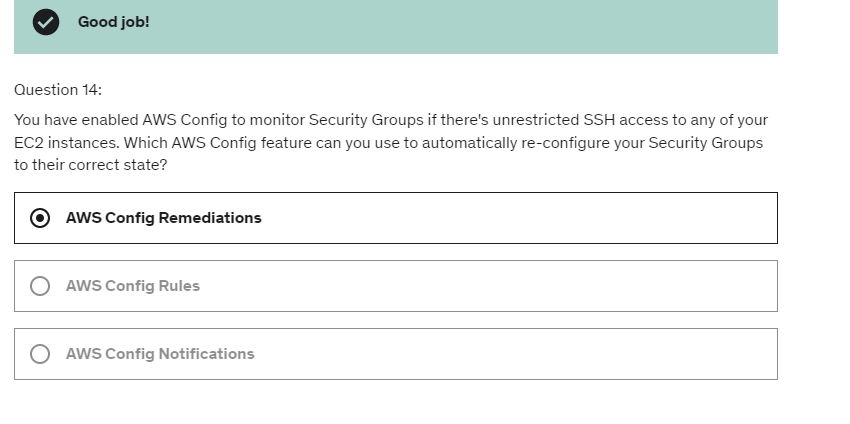 Good job!
Question 14:
You have enabled AWS Config to monitor Security Groups if there's unrestricted SSH access to any of your
EC2 instances. Which AWS Config feature can you use to automatically re-configure your Security Groups
to their correct state?
AWS Config Remediations
AWS Config Rules
AWS Config Notifications